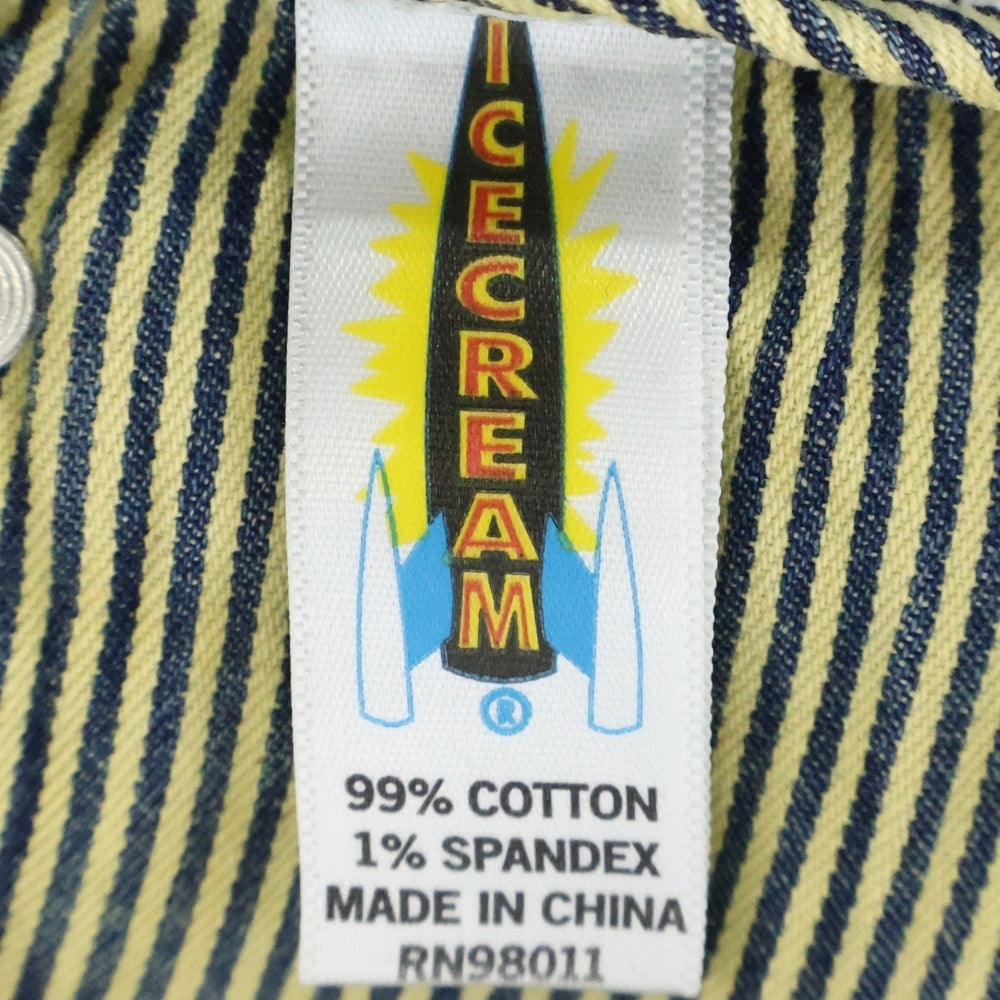 ICECREAM
®
99% COTTON
1% SPANDEX
MADE IN CHINA
RN98011